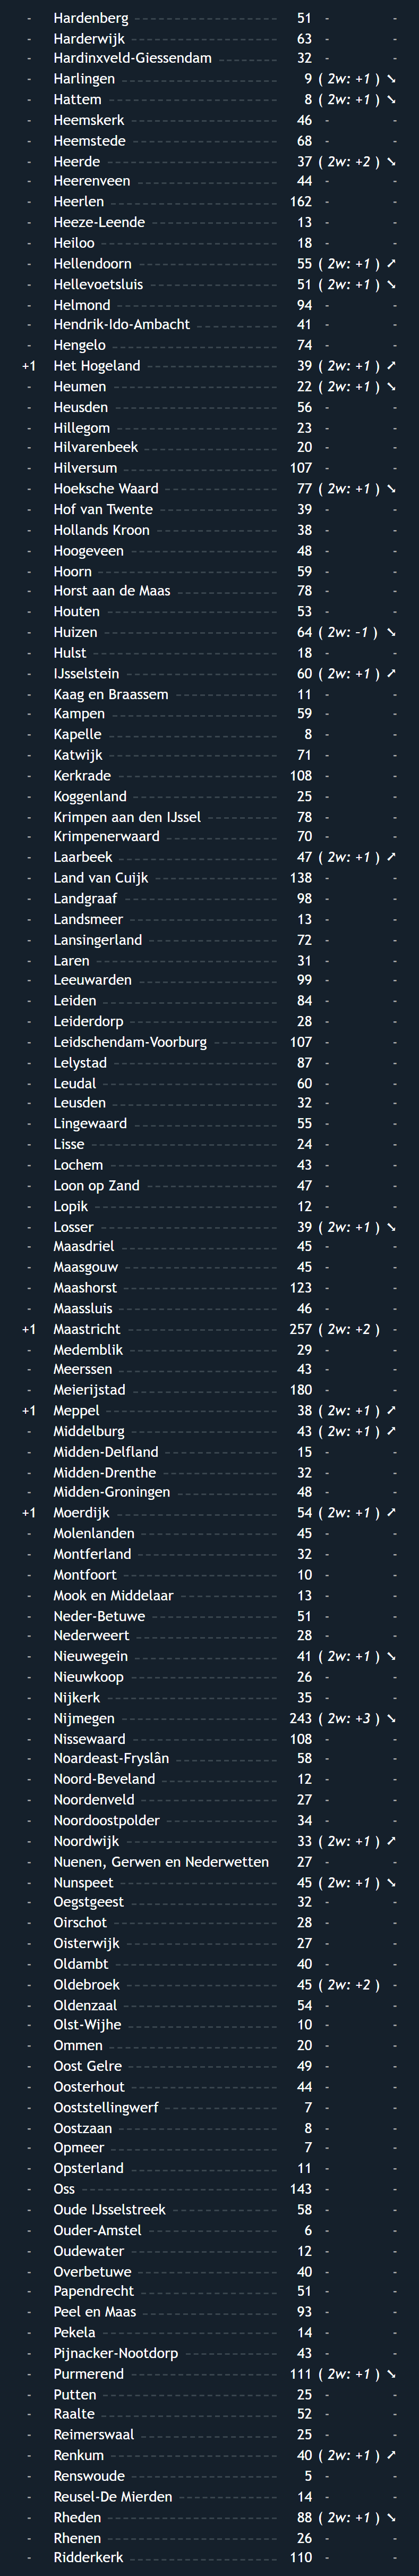 - Hardenberg 51 - -
- Harderwijk 63 - -
- Hardinxveld-Giessendam 32 - -
- Harlingen 9 ( 2w: +1 ) ↘
- Hattem 8 ( 2w: +1 ) ↘
- Heemskerk 46 - -
- Heemstede 68 - -
- Heerde 37 ( 2w: +2 ) ↘
- Heerenveen 44 - -
- Heerlen 162 - -
- Heeze-Leende 13 - -
- Heiloo 18 - -
- Hellendoorn 55 ( 2w: +1 ) ↗
- Hellevoetsluis 51 ( 2w: +1 ) ↘
- Helmond 94 - -
- Hendrik-Ido-Ambacht 41 - -
- Hengelo 74 - -
+1 Het Hogeland 39 ( 2w: +1 ) ↗
- Heumen 22 ( 2w: +1 ) ↘
- Heusden 56 - -
- Hillegom 23 - -
- Hilvarenbeek 20 - -
- Hilversum 107 - -
- Hoeksche Waard 77 ( 2w: +1 ) ↘
- Hof van Twente 39 - -
- Hollands Kroon 38 - -
- Hoogeveen 48 - -
- Hoorn 59 - -
- Horst aan de Maas 78 - -
- Houten 53 - -
- Huizen 64 ( 2w: -1 ) ↘
- Hulst 18 - -
- IJsselstein 60 ( 2w: +1 ) ↗
- Kaag en Braassem 11 - -
- Kampen 59 - -
- Kapelle 8 - -
- Katwijk 71 - -
- Kerkrade 108 - -
- Koggenland 25 - -
- Krimpen aan den IJssel 78 - -
- Krimpenerwaard 70 - -
- Laarbeek 47 ( 2w: +1 ) ↗
- Land van Cuijk 138 - -
- Landgraaf 98 - -
- Landsmeer 13 - -
- Lansingerland 72 - -
- Laren 31 - -
- Leeuwarden 99 - -
- Leiden 84 - -
- Leiderdorp 28 - -
- Leidschendam-Voorburg 107 - -
- Lelystad 87 - -
- Leudal 60 - -
- Leusden 32 - -
- Lingewaard 55 - -
- Lisse 24 - -
- Lochem 43 - -
- Loon op Zand 47 - -
- Lopik 12 - -
- Losser 39 ( 2w: +1 ) ↘
- Maasdriel 45 - -
- Maasgouw 45 - -
- Maashorst 123 - -
- Maassluis 46 - -
+1 Maastricht 257 ( 2w: +2 ) -
- Medemblik 29 - -
- Meerssen 43 - -
- Meierijstad 180 - -
+1 Meppel 38 ( 2w: +1 ) ↗
- Middelburg 43 ( 2w: +1 ) ↗
- Midden-Delfland 15 - -
- Midden-Drenthe 32 - -
- Midden-Groningen 48 - -
+1 Moerdijk 54 ( 2w: +1 ) ↗
- Molenlanden 45 - -
- Montferland 32 - -
- Montfoort 10 - -
- Mook en Middelaar 13 - -
- Neder-Betuwe 51 - -
- Nederweert 28 - -
- Nieuwegein 41 ( 2w: +1 ) ↘
- Nieuwkoop 26 - -
- Nijkerk 35 - -
- Nijmegen 243 ( 2w: +3 ) ↘
- Nissewaard 108 - -
- Noardeast-Fryslân 58 - -
- Noord-Beveland 12 - -
- Noordenveld 27 - -
- Noordoostpolder 34 - -
- Noordwijk 33 ( 2w: +1 ) ↗
- Nuenen, Gerwen en Nederwetten 27 - -
- Nunspeet 45 ( 2w: +1 ) ↘
- Oegstgeest 32 - -
- Oirschot 28 - -
- Oisterwijk 27 - -
- Oldambt 40 - -
- Oldebroek 45 ( 2w: +2 ) -
- Oldenzaal 54 - -
- Olst-Wijhe 10 - -
- Ommen 20 - -
- Oost Gelre 49 - -
- Oosterhout 44 - -
- Ooststellingwerf 7 - -
- Oostzaan 8 - -
- Opmeer 7 - -
- Opsterland 11 - -
- Oss 143 - -
- Oude IJsselstreek 58 - -
- Ouder-Amstel 6 - -
- Oudewater 12 - -
- Overbetuwe 40 - -
- Papendrecht 51 - -
- Peel en Maas 93 - -
- Pekela 14 - -
- Pijnacker-Nootdorp 43 - -
- Purmerend 111 ( 2w: +1 ) ↘
- Putten 25 - -
- Raalte 52 - -
- Reimerswaal 25 - -
- Renkum 40 ( 2w: +1 ) ↗
- Renswoude 5 - -
- Reusel-De Mierden 14 - -
- Rheden 88 ( 2w: +1 ) ↘
- Rhenen 26 - -
- Ridderkerk 110 - -